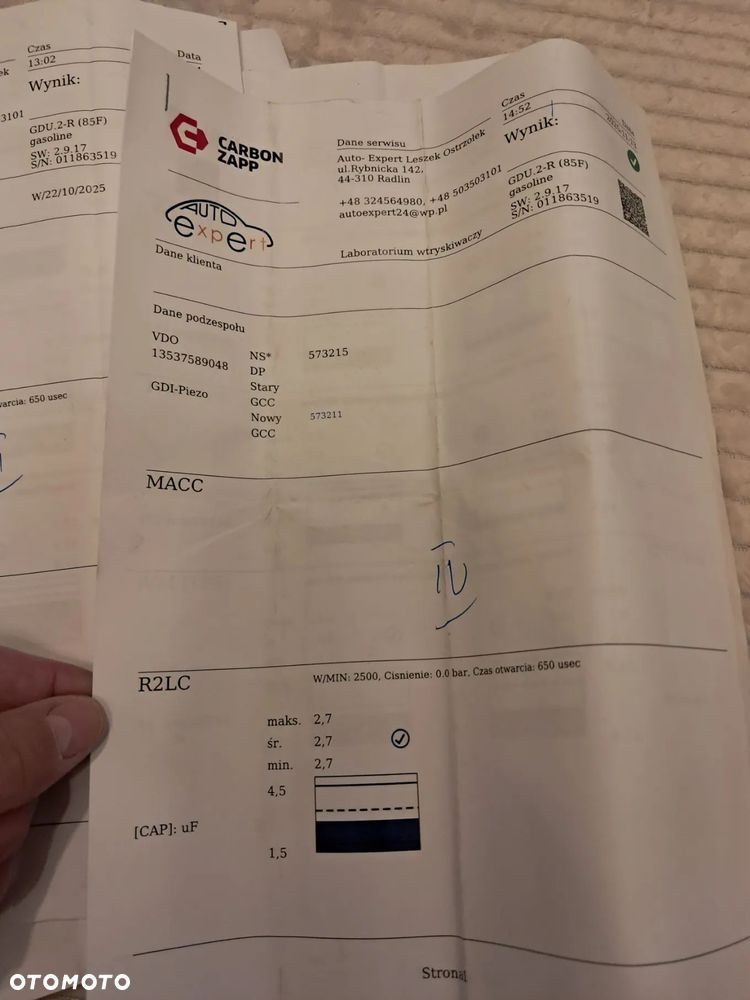 Czas
13:02
Data
Wynik:
3101
GDU.2-R (85F)
gasoline
SW: 2.9.17
S/N: 011863519
W/22/10/2025
warcia: 650 usec
CARBON
ZAPP
AUTO
expert
Dane serwisu
Auto- Expert Leszek Ostrzołek
ul.Rybnicka 142,
44-310 Radlin
+48 324564980, +48 503503101
autoexpert24@wp.pl
Laboratorium wtryskiwaczy
Czas
14:52
Data
Wynik:
GDU.2-R (85F)
gasoline
SW: 2.9.17
S/N: 011863519
Dane klienta
Dane podzespołu
VDO
13537589048
GDI-Piezo
NS* 573215
DP
Stary
GCC
Nowy 573211
GCC
MACC
IV
R2LC
W/MIN: 2500, Cisnienie: 0.0 bar, Czas otwarcia: 650 usec
maks. 2,7
śr. 2,7
min. 2,7
4,5
[CAP]: uF
1,5
Strona1
OTOMOTO